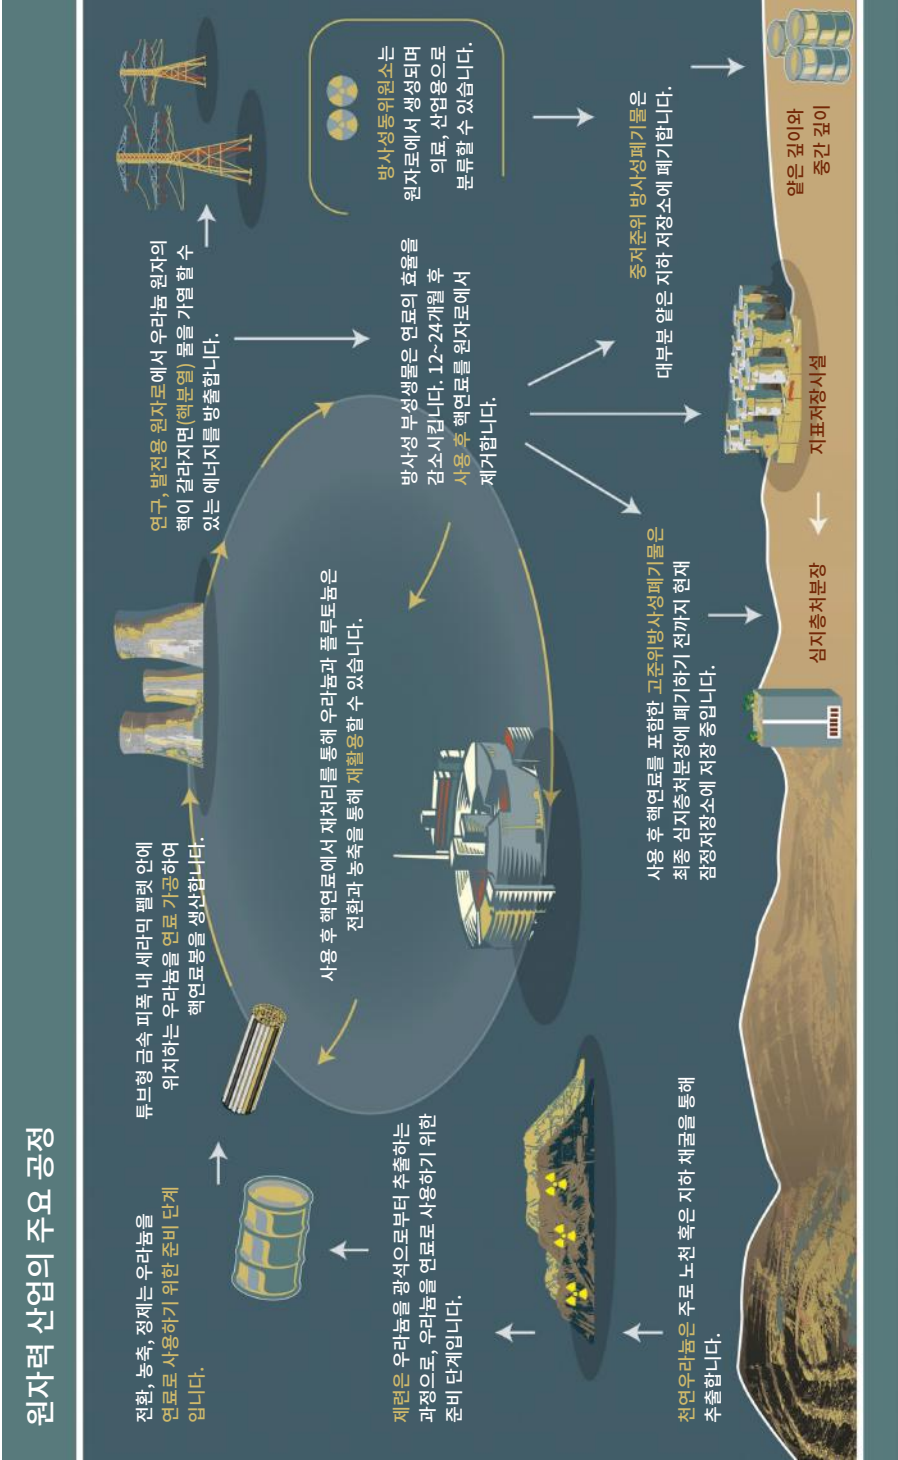 원자력 산업의 주요 공정
천연우라늄은 주로 노천 혹은 지하 채굴을 통해
추출합니다.
제련은 우라늄을 광석으로부터 추출하는
과정으로, 우라늄을 연료로 사용하기 위한
준비 단계입니다.
전환, 농축, 정제는 우라늄을
연료로 사용하기 위한 준비 단계
입니다.
튜브형 금속 피폭 내 세라믹 펠렛 안에
위치하는 우라늄을 연료 가공하여
핵연료봉을 생산합니다.
연구, 발전용 원자로에서 우라늄 원자의
핵이 갈라지면(핵분열) 물을 가열 할 수
있는 에너지를 방출합니다.
방사성동위원소는
원자로에서 생성되며
의료, 산업용으로
분류할 수 있습니다.
방사성 부성생물은 연료의 효율을
감소시킵니다. 12~24개월 후
사용후 핵연료를 원자로에서
제거합니다.
사용 후 핵연료에서 재처리를 통해 우라늄과 플루토늄은
전환과 농축을 통해 재활용할 수 있습니다.
사용 후 핵연료를 포함한 고준위방사성폐기물은
최종 심지층처분장에 폐기하기 전까지 현재
잠정저장소에 저장 중입니다.
중저준위 방사성폐기물은
대부분 얕은 지하 저장소에 폐기합니다.
심지층처분장
지표저장시설
얕은 깊이와
중간 깊이